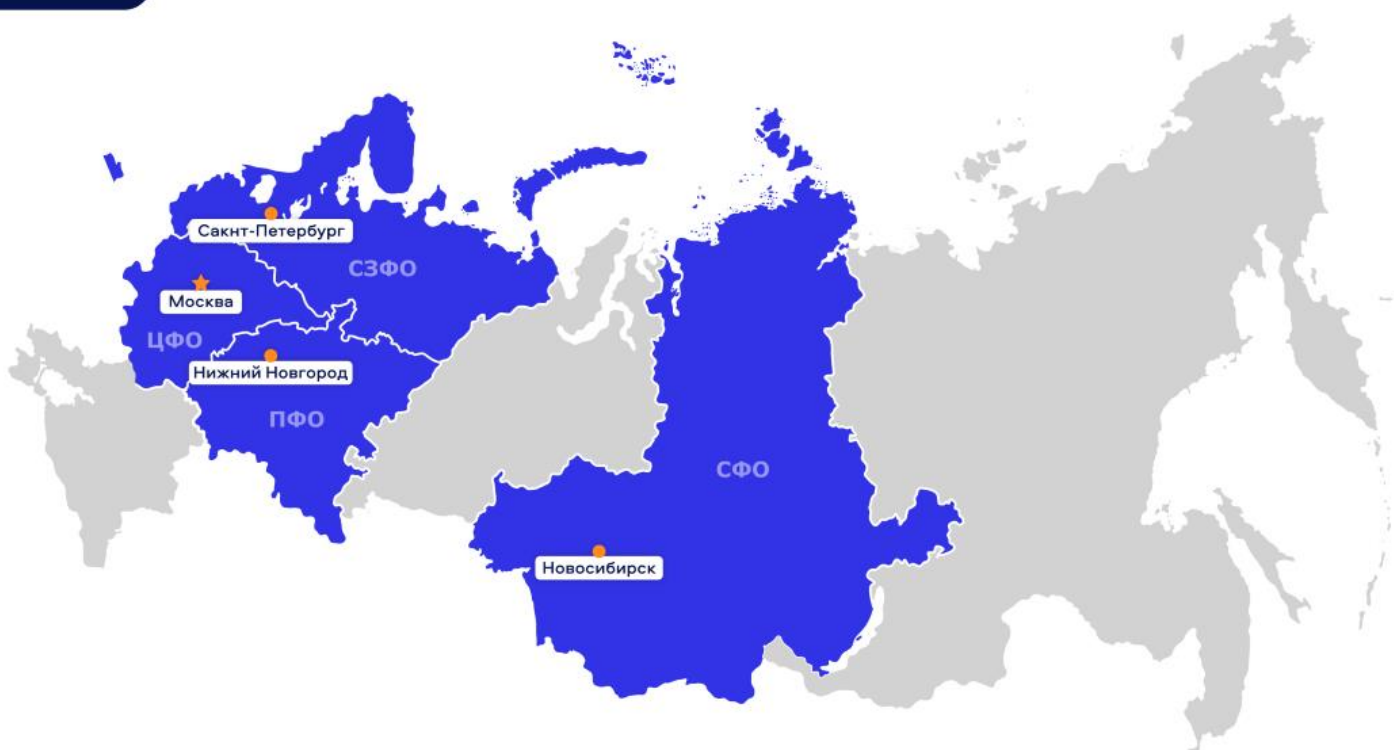 Сакнт-Петербург
СЗФО
Москва
ЦФО
Нижний Новгород
ПФО
СФО
Новосибирск